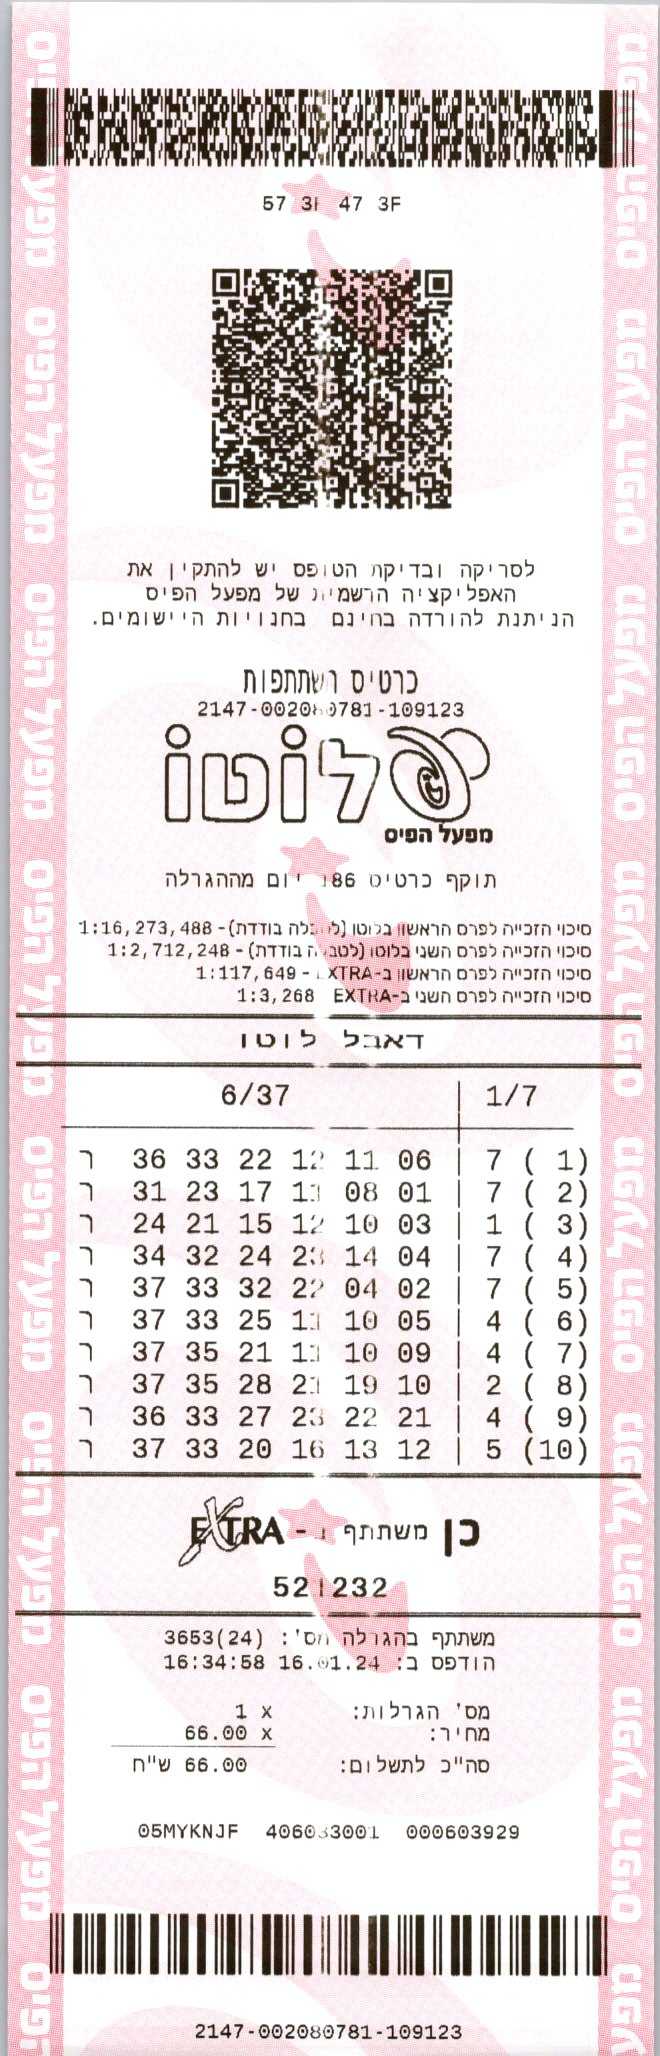 57 3F 47 3F
לסריקה ובדיקת הטופס יש להתקין את
האפליקציה הרשמית של מפעל הפיס
הניתנת להורדה בחינם בחנויות היישומים.
כרטיס השתתפות
2147-002080781-109123
לוטו
מפעל הפיס
תוקף כרטיס 186 יום מההגרלה
סיכוי הזכייה לפרס הראשון בלוטו (לטבלה בודדת)- 1:16,273,488
סיכוי הזכייה לפרס השני בלוטו (לטבלה בודדת)- 1:2,712,248
סיכוי הזכייה לפרס הראשון ב-EXTRA - 1:117,649
סיכוי הזכייה לפרס השני ב-EXTRA 1:3,268
דאבל לוטו
6/37 | 1/7
ר 36 33 22 12 11 06 | 7 ( 1)
ר 31 23 17 11 08 01 | 7 ( 2)
ר 24 21 15 12 10 03 | 1 ( 3)
ר 34 32 24 23 14 04 | 7 ( 4)
ר 37 33 32 22 04 02 | 7 ( 5)
ר 37 33 25 11 10 05 | 4 ( 6)
ר 37 35 21 11 10 09 | 4 ( 7)
ר 37 35 28 21 19 10 | 2 ( 8)
ר 36 33 27 23 22 21 | 4 ( 9)
ר 37 33 20 16 13 12 | 5 (10)
כן משתתף ב - EXTRA
521232
משתתף בהגרלה מס': 3653(24)
הודפס ב: 16.01.24 16:34:58
מס' הגרלות: x 1
מחיר: x 66.00
סה"כ לתשלום: 66.00 ש"ח
05MYKNJF 406033001 000603929
2147-002080781-109123